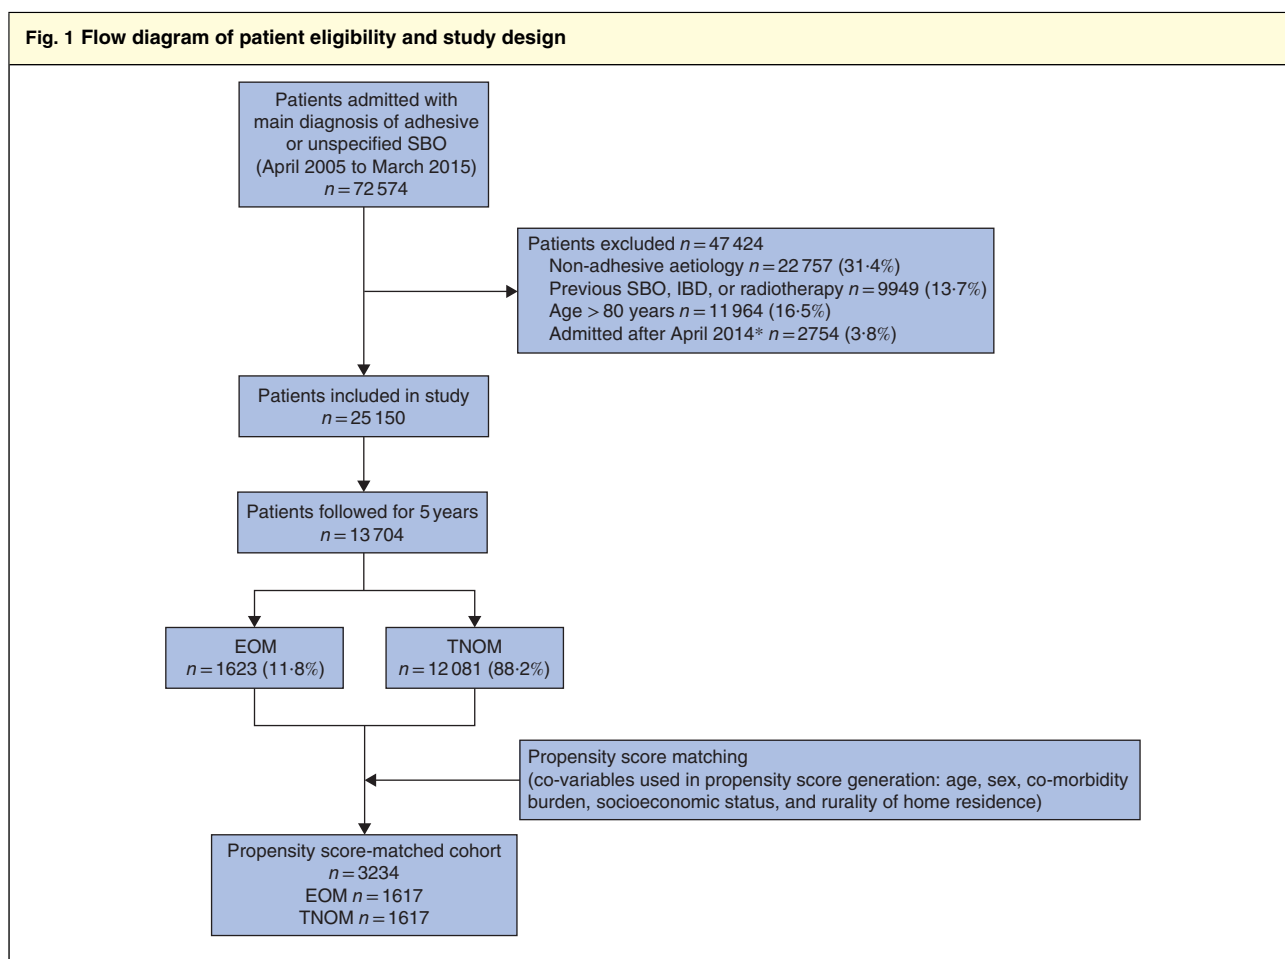 Fig. 1 Flow diagram of patient eligibility and study design
Patients admitted with
main diagnosis of adhesive
or unspecified SBO
(April 2005 to March 2015)
n = 72 574
Patients excluded n = 47 424
Non-adhesive aetiology n = 22 757 (31·4%)
Previous SBO, IBD, or radiotherapy n = 9949 (13·7%)
Age > 80 years n = 11 964 (16·5%)
Admitted after April 2014* n = 2754 (3·8%)
Patients included in study
n = 25 150
Patients followed for 5 years
n = 13 704
EOM
n = 1623 (11·8%)
TNOM
n = 12 081 (88·2%)
Propensity score matching
(co-variables used in propensity score generation: age, sex, co-morbidity
burden, socioeconomic status, and rurality of home residence)
Propensity score-matched cohort
n = 3234
EOM n = 1617
TNOM n = 1617